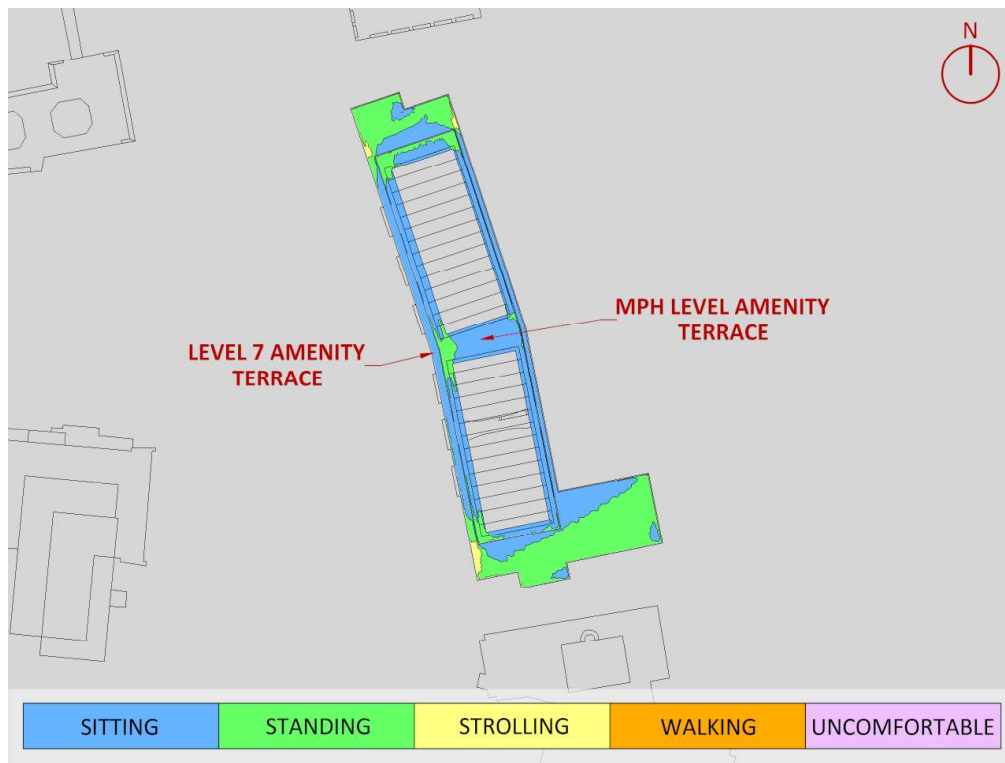 N
MPH LEVEL AMENITY
TERRACE
LEVEL 7 AMENITY
TERRACE
SITTING
STANDING
STROLLING
WALKING
UNCOMFORTABLE